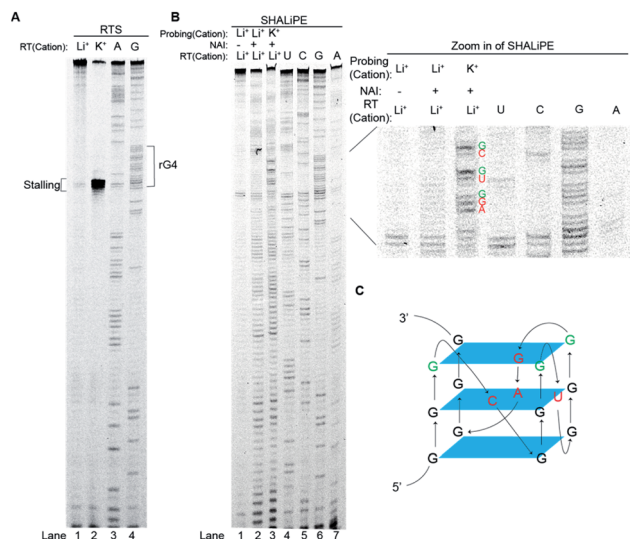 A
RTS
RT(Cation): Li⁺ K⁺ A G
rG4
Stalling
Lane 1 2 3 4
B
SHALiPE
Probing(Cation): Li⁺ Li⁺ K⁺
NAI: - + +
RT(Cation): Li⁺ Li⁺ Li⁺ U C G A
Lane 1 2 3 4 5 6 7
Zoom in of SHALiPE
Probing
(Cation): Li⁺ Li⁺ K⁺
NAI: - + +
RT
(Cation): Li⁺ Li⁺ Li⁺ U C G A
G
C
G
U
G
G
A
C
3'
G
G
G
G
G
G
A
C
U
G
G
G
G
G
G
G
G
5'